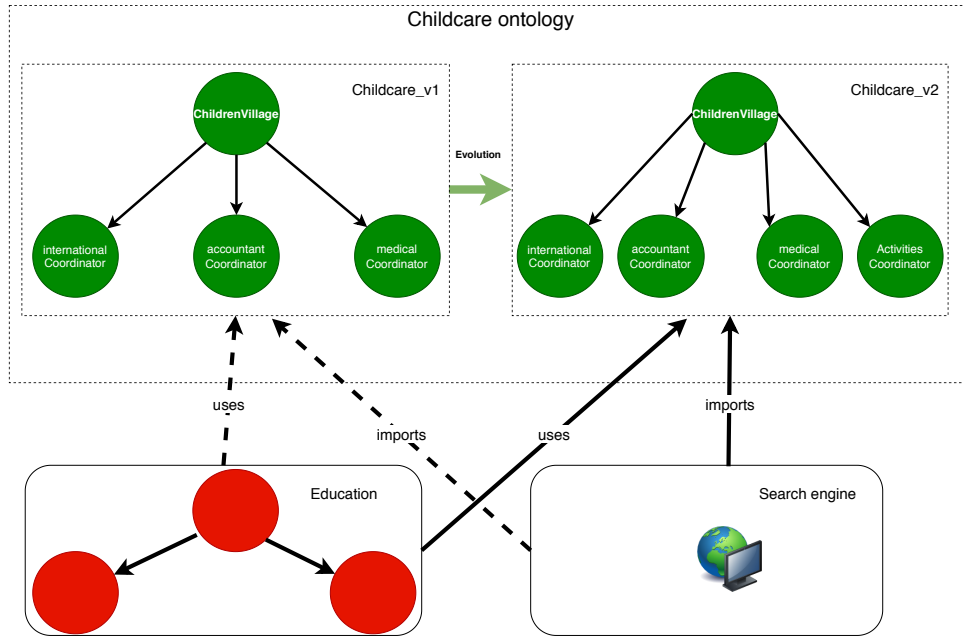 Childcare ontology
Childcare_v1
ChildrenVillage
international
Coordinator
accountant
Coordinator
medical
Coordinator
Evolution
Childcare_v2
ChildrenVillage
international
Coordinator
accountant
Coordinator
medical
Coordinator
Activities
Coordinator
uses
imports
uses
imports
Education
Search engine